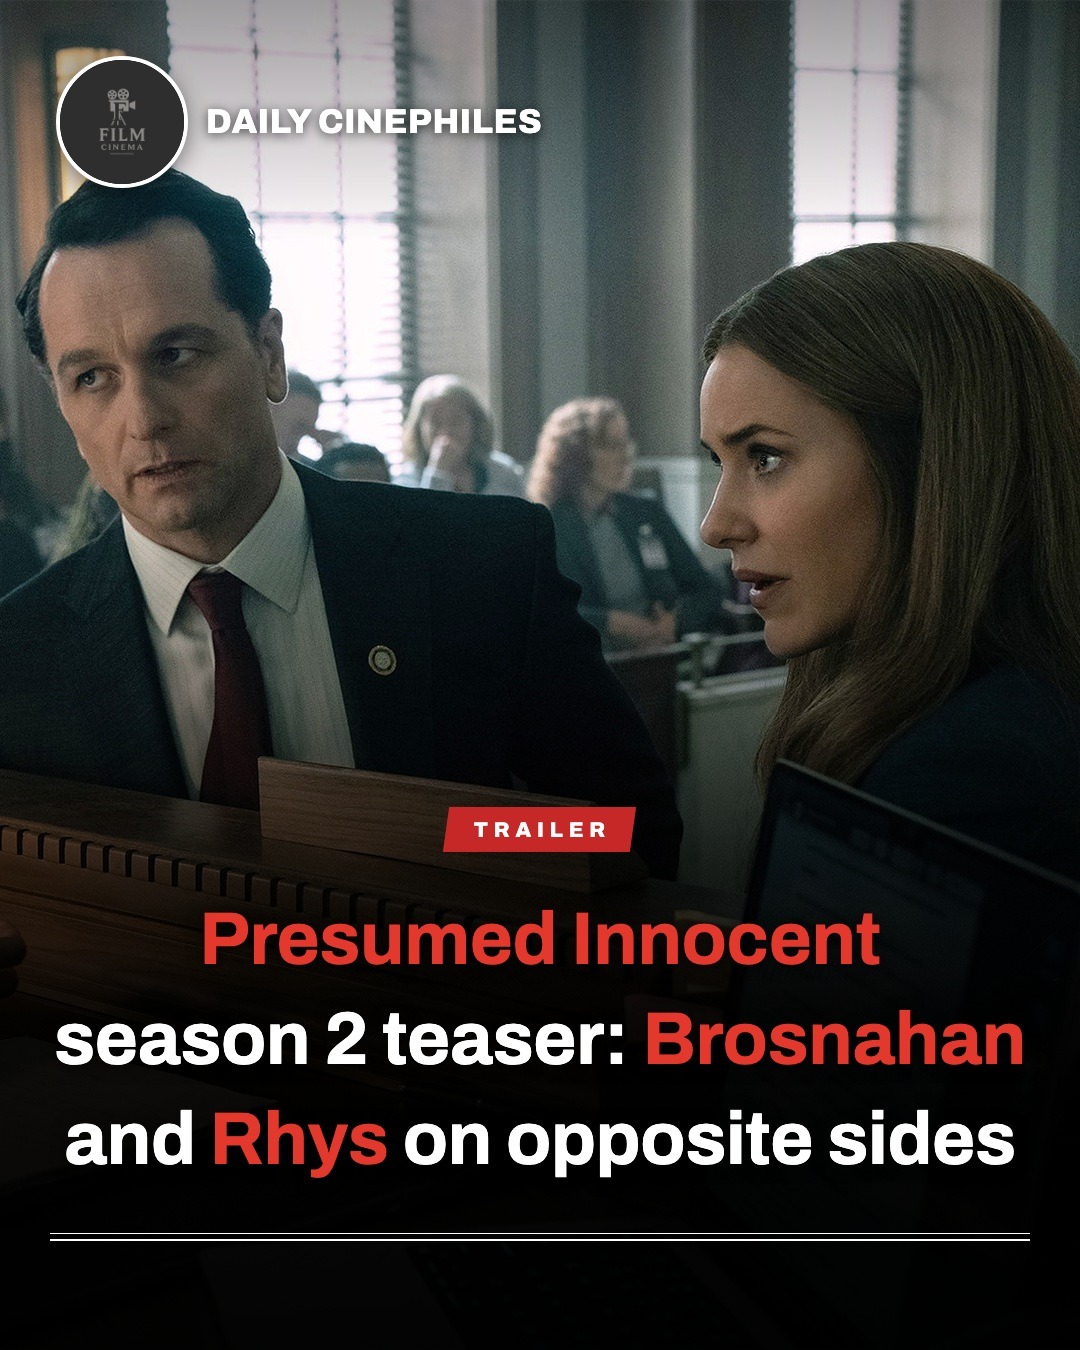 FILM
CINEMA
DAILY CINEPHILES
TRAILER
Presumed Innocent
season 2 teaser: Brosnahan
and Rhys on opposite sides